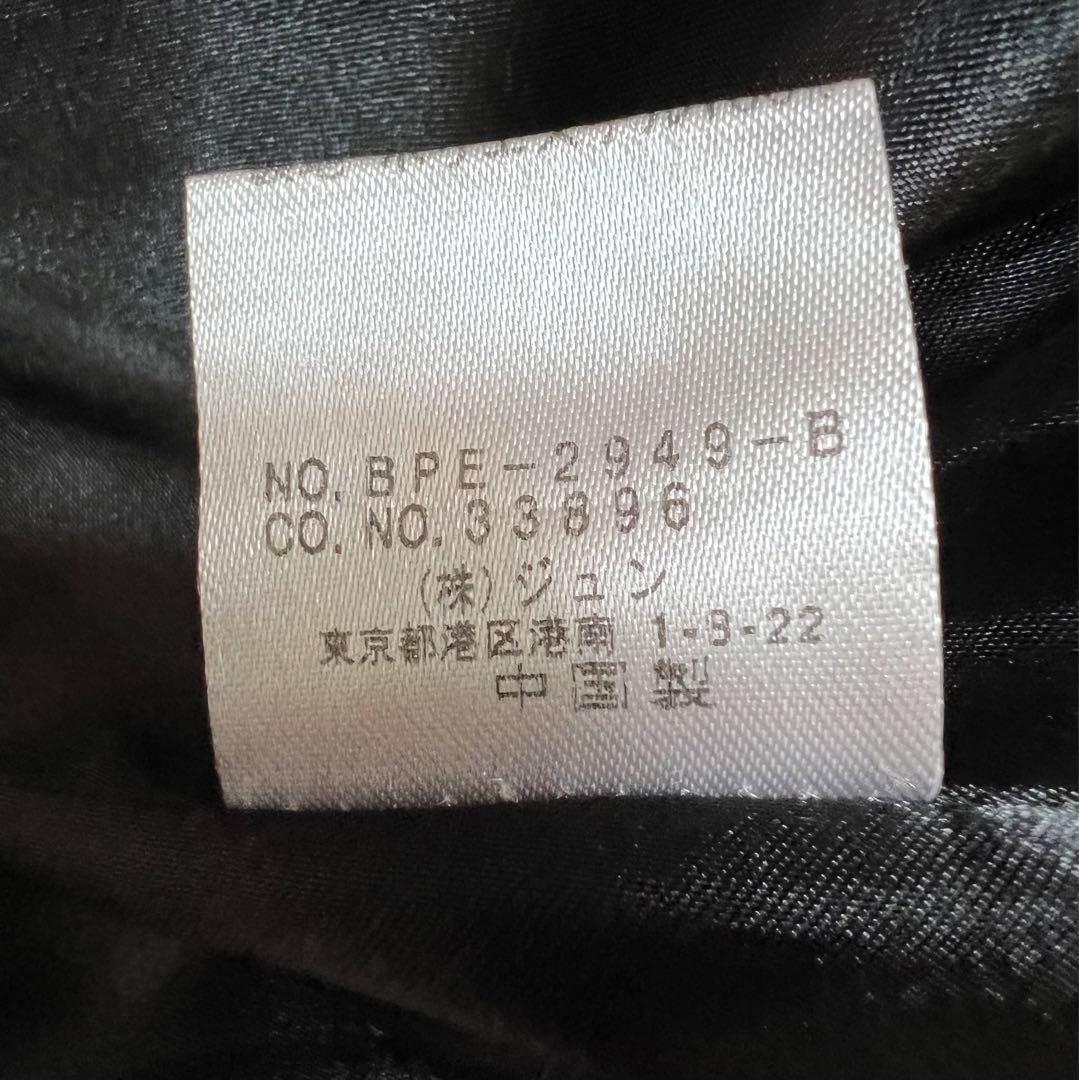 NO. BPE-2949-B
CO. NO. 33896
(株)ジュン
東京都港区港南 1-8-22
中国製